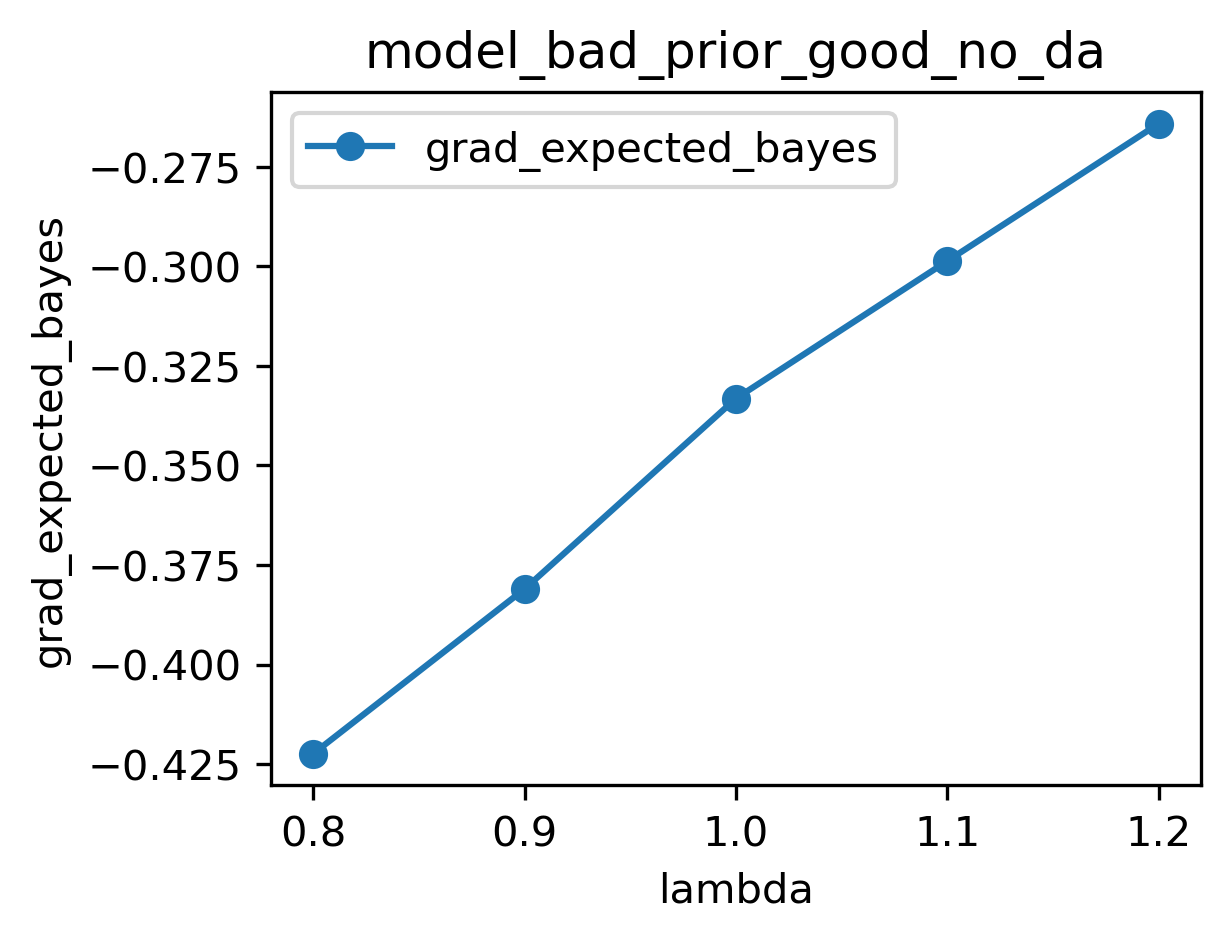 model_bad_prior_good_no_da
grad_expected_bayes
grad_expected_bayes
−0.275
−0.300
−0.325
−0.350
−0.375
−0.400
−0.425
0.8 0.9 1.0 1.1 1.2
lambda